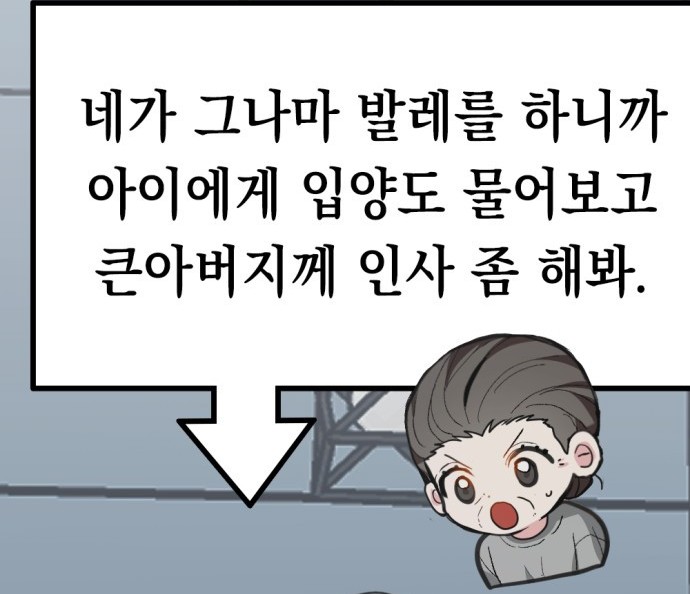 네가 그나마 발레를 하니까
아이에게 입양도 물어보고
큰아버지께 인사 좀 해봐.